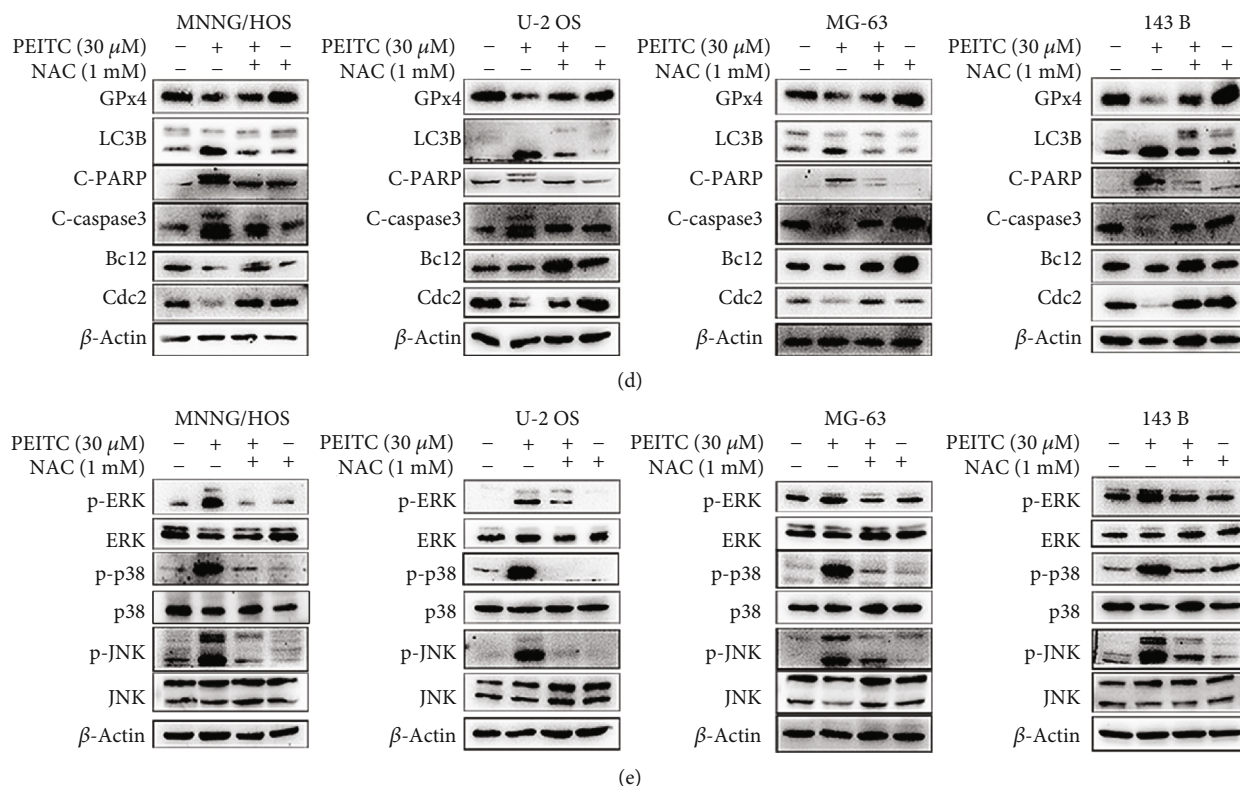 MNNG/HOS U-2 OS MG-63 143 B
PEITC (30 μM) – + + – PEITC (30 μM) – + + – PEITC (30 μM) – + + – PEITC (30 μM) – + + –
NAC (1 mM) – – + + NAC (1 mM) – – + + NAC (1 mM) – – + + NAC (1 mM) – – + +
GPx4 GPx4 GPx4 GPx4
LC3B LC3B LC3B LC3B
C-PARP C-PARP C-PARP C-PARP
C-caspase3 C-caspase3 C-caspase3 C-caspase3
Bc12 Bc12 Bc12 Bc12
Cdc2 Cdc2 Cdc2 Cdc2
β-Actin β-Actin β-Actin β-Actin
(d)
MNNG/HOS U-2 OS MG-63 143 B
PEITC (30 μM) – + + – PEITC (30 μM) – + + – PEITC (30 μM) – + + – PEITC (30 μM) – + + –
NAC (1 mM) – – + + NAC (1 mM) – – + + NAC (1 mM) – – + + NAC (1 mM) – – + +
p-ERK p-ERK p-ERK p-ERK
ERK ERK ERK ERK
p-p38 p-p38 p-p38 p-p38
p38 p38 p38 p38
p-JNK p-JNK p-JNK p-JNK
JNK JNK JNK JNK
β-Actin β-Actin β-Actin β-Actin
(e)